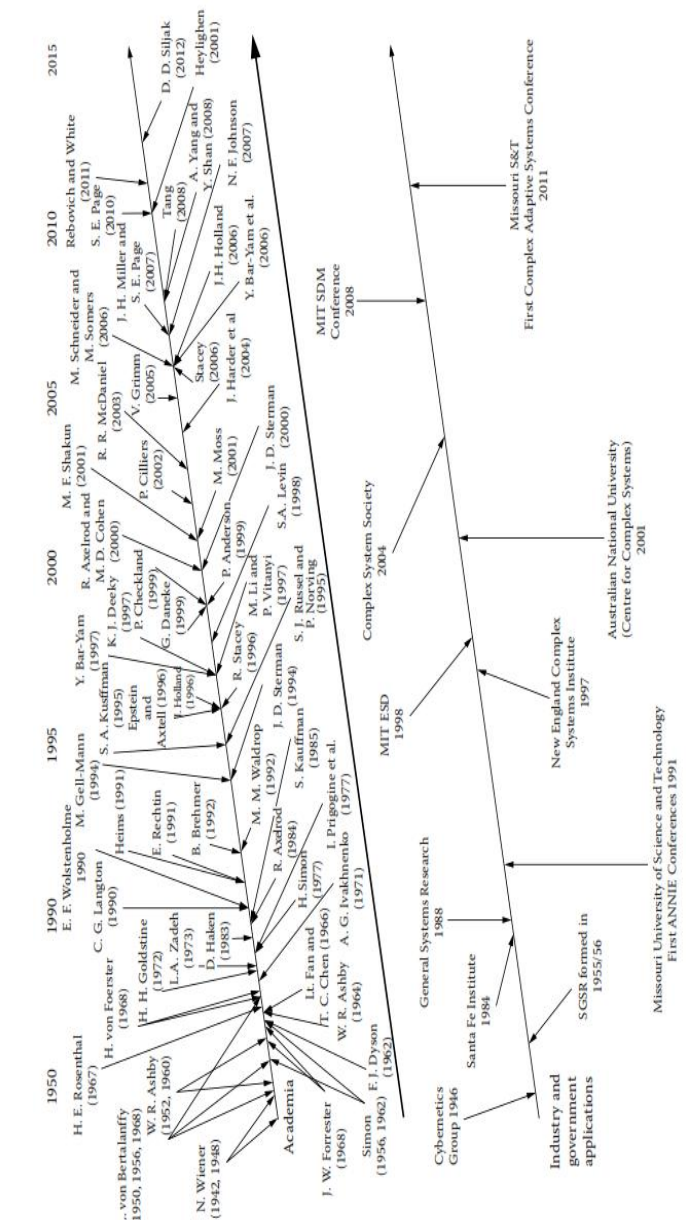 1950
1990
1995
2000
2005
2010
2015
.. von Bertalanffy
1950, 1956, 1968)
N. Wiener
(1942, 1948)
W. R. Ashby
(1952, 1960)
H. E. Rosenthal
(1967)
H. von Foerster
(1968)
H. H. Goldstine
(1972)
L.A. Zadeh
(1973)
D. Haken
(1983)
C. G. Langton
(1990)
E. F. Wolstenholme
1990
Heims (1991)
E. Rechtin
(1991)
B. Brehmer
(1992)
M. Gell-Mann
(1994)
S. A. Kusffman
(1995)
Epstein
and
Axtell (1996)
J. Holland
(1996)
Y. Bar-Yam
(1997)
K. J. Deeky
(1997)
P. Checkland
(1999)
G. Daneke
(1999)
R. Axelrod and
M. D. Cohen
(2000)
M. F. Shakun
(2001)
P. Cilliers
(2002)
R. R. McDaniel
(2003)
V. Grimm
(2005)
M. Schneider and
M. Somers
(2006)
J. H. Miller and
S. E. Page
(2007)
Tang
(2008)
S. E. Page
(2010)
Rebovich and White
(2011)
Academia
J. W. Forrester
(1968)
Simon
(1956, 1962)
F. J. Dyson
(1962)
W. R. Ashby
(1964)
Lt. Fan and
T. C. Chen (1966)
A. G. Ivakhnenko
(1971)
H. Simon
(1977)
I. Prigogine et al.
(1977)
R. Axelrod
(1984)
S. Kauffman
(1985)
M. M. Waldrop
(1992)
J. D. Sterman
(1994)
S. J. Russel and
P. Norving
(1995)
R. Stacey
(1996)
M. Li and
P. Vitanyi
(1997)
S.A. Levin
(1998)
P. Anderson
(1999)
J. D. Sterman
(2000)
M. Moss
(2001)
J. Harder et al
(2004)
Stacey
(2006)
Y. Bar-Yam et al.
(2006)
J.H. Holland
(2006)
N. F. Johnson
(2007)
A. Yang and
Y. Shan (2008)
Heylighen
(2001)
D. D. Siljak
(2012)
Cybernetics
Group 1946
Santa Fe Institute
1984
General Systems Research
1988
MIT ESD
1998
Complex System Society
2004
MIT SDM
Conference
2008
Industry and
government
applications
SGSR formed in
1955/56
Missouri University of Science and Technology
First ANNIE Conferences 1991
New England Complex
Systems Institute
1997
Australian National University
(Centre for Complex Systems)
2001
Missouri S&T
2011
First Complex Adaptive Systems Conference